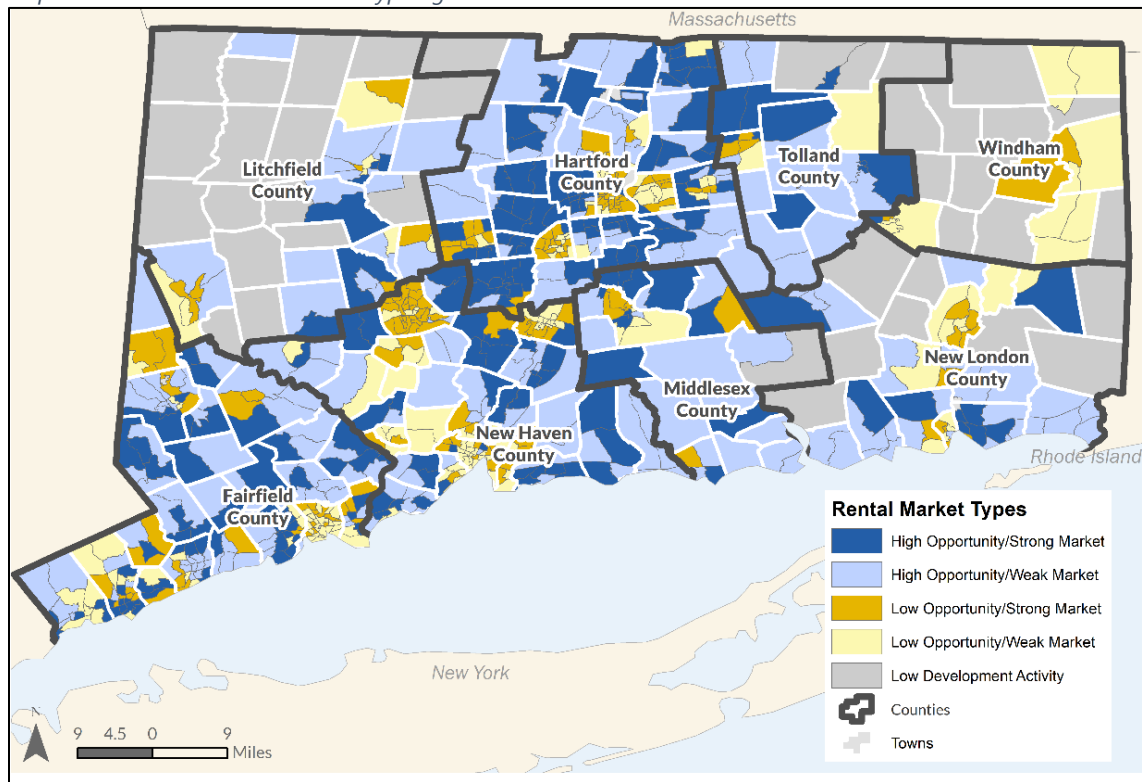 Massachusetts
Litchfield
County
Hartford
County
Tolland
County
Windham
County
New London
County
Middlesex
County
New Haven
County
Fairfield
County
Rhode Island
New York
N
9 4.5 0 9
Miles
Rental Market Types
High Opportunity/Strong Market
High Opportunity/Weak Market
Low Opportunity/Strong Market
Low Opportunity/Weak Market
Low Development Activity
Counties
Towns